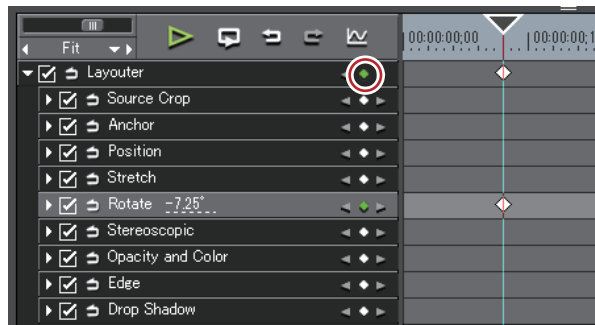 Fit
00:00:00;00
00:00:00;1
Layouter
Source Crop
Anchor
Position
Stretch
Rotate -7.25°
Stereoscopic
Opacity and Color
Edge
Drop Shadow